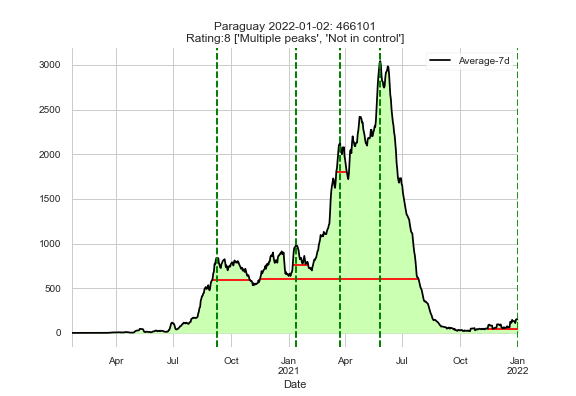 Paraguay 2022-01-02: 466101
Rating:8 ['Multiple peaks', 'Not in control']
Average-7d
3000
2500
2000
1500
1000
500
0
Apr Jul Oct Jan Apr Jul Oct Jan
2021 2022
Date